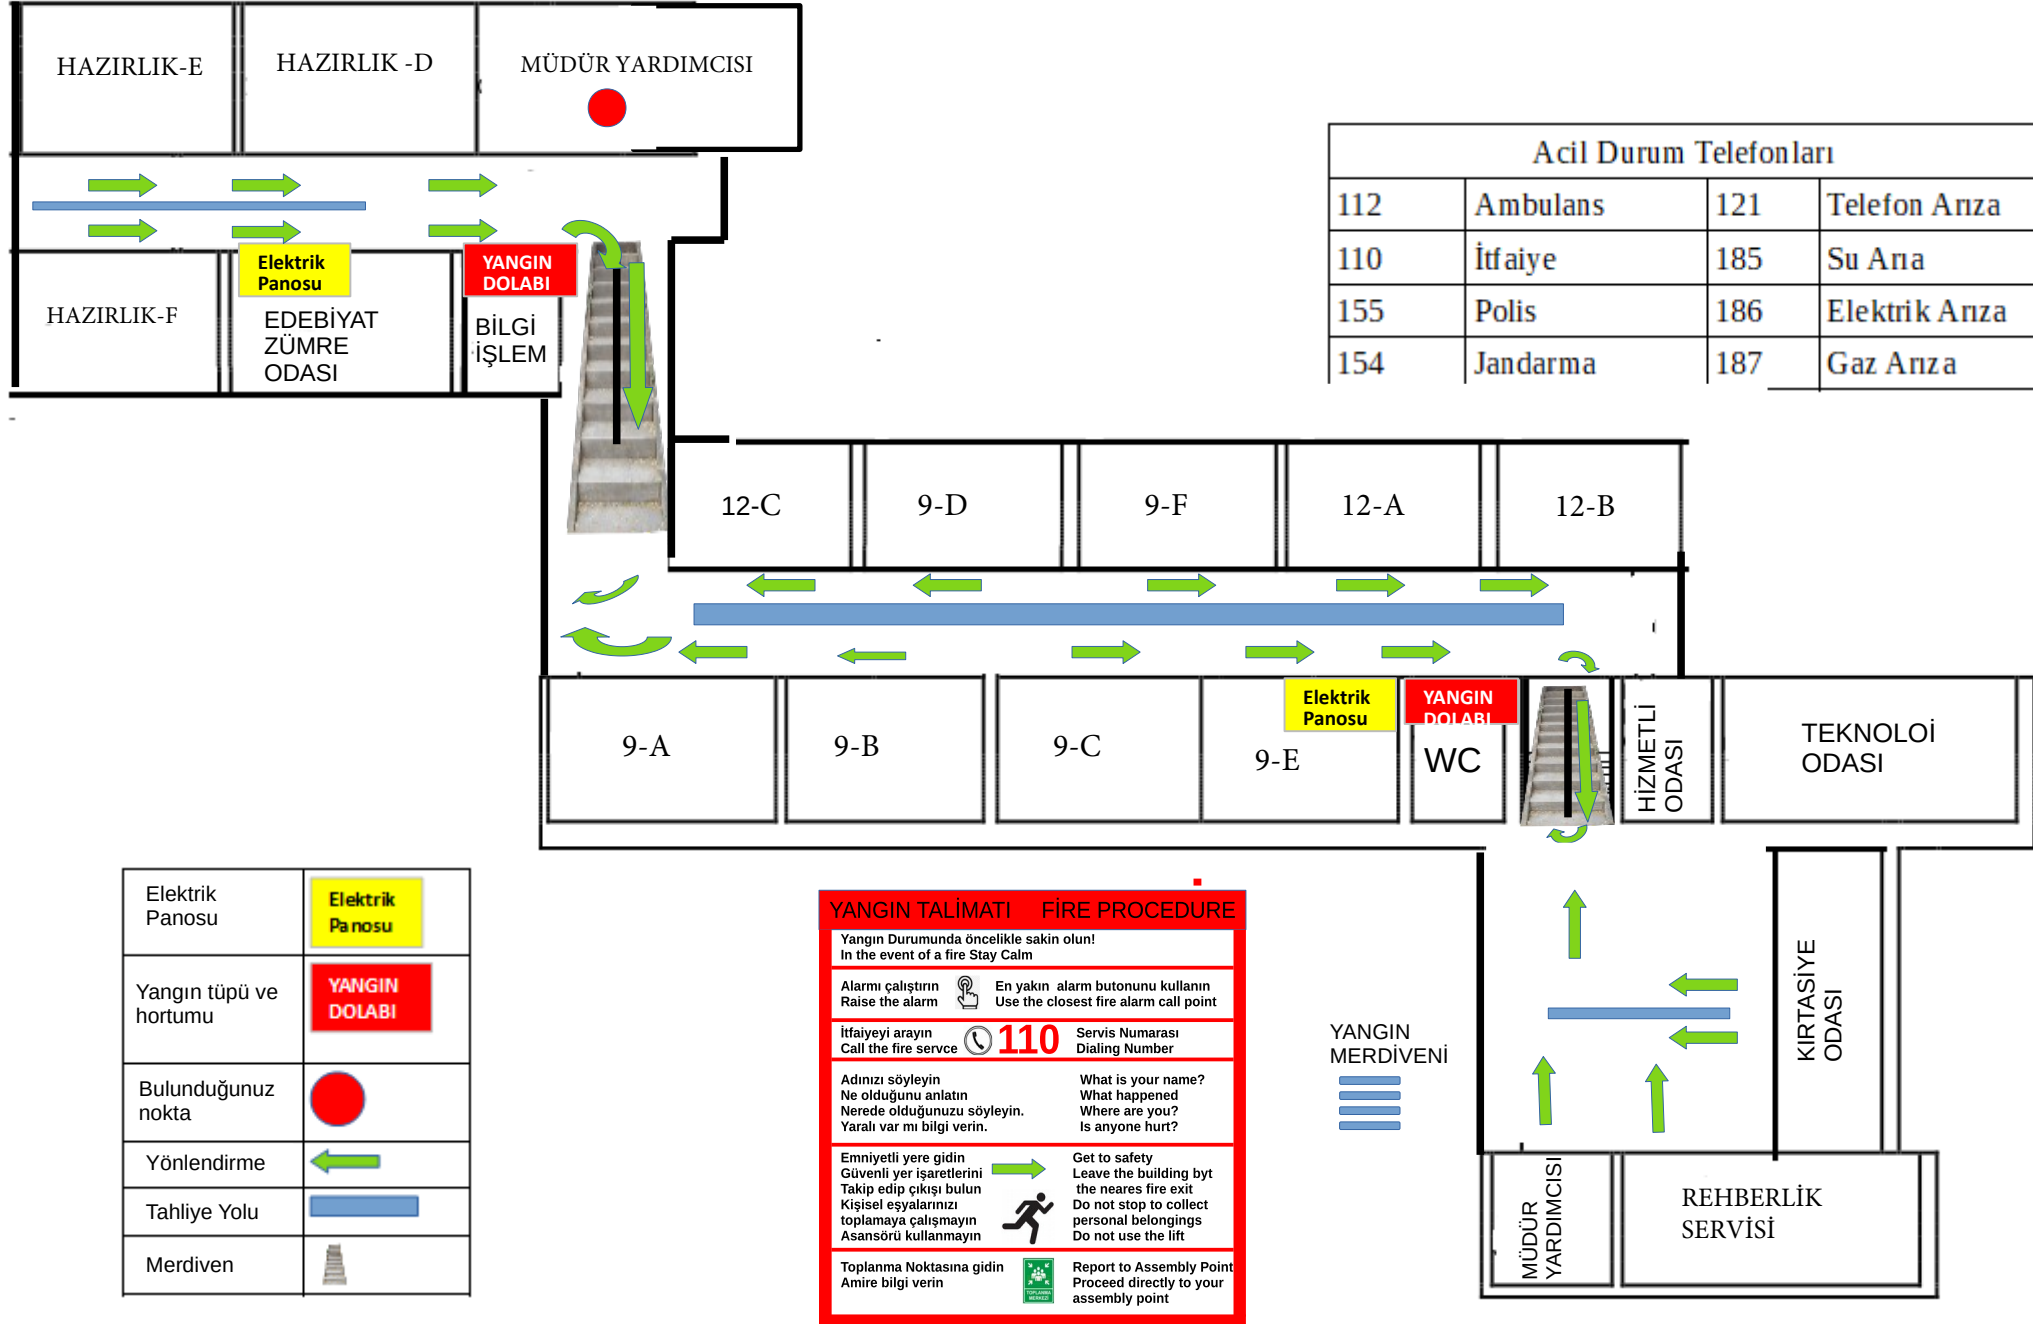 HAZIRLIK-E
HAZIRLIK -D
MÜDÜR YARDIMCISI
Acil Durum Telefonları
112 Ambulans 121 Telefon Arıza
110 İtfaiye 185 Su Arıa
155 Polis 186 Elektrik Arıza
154 Jandarma 187 Gaz Arıza
HAZIRLIK-F
Elektrik
Panosu
EDEBİYAT
ZÜMRE
ODASI
YANGIN
DOLABI
BİLGİ
İŞLEM
12-C
9-D
9-F
12-A
12-B
9-A
9-B
9-C
9-E
Elektrik
Panosu
YANGIN
DOLABI
WC
HİZMETLİ
ODASI
TEKNOLOİ
ODASI
Elektrik
Panosu
Elektrik
Panosu
Yangın tüpü ve
hortumu
YANGIN
DOLABI
Bulunduğunuz
nokta
Yönlendirme
Tahliye Yolu
Merdiven
YANGIN TALİMATI FİRE PROCEDURE
Yangın Durumunda öncelikle sakin olun!
In the event of a fire Stay Calm
Alarmı çalıştırın
Raise the alarm
En yakın alarm butonunu kullanın
Use the closest fire alarm call point
İtfaiyeyi arayın
Call the fire servce
110
Servis Numarası
Dialing Number
Adınızı söyleyin
Ne olduğunu anlatın
Nerede olduğunuzu söyleyin.
Yaralı var mı bilgi verin.
What is your name?
What happened
Where are you?
Is anyone hurt?
Emniyetli yere gidin
Güvenli yer işaretlerini
Takip edip çıkışı bulun
Kişisel eşyalarınızı
toplamaya çalışmayın
Asansörü kullanmayın
Get to safety
Leave the building byt
the neares fire exit
Do not stop to collect
personal belongings
Do not use the lift
Toplanma Noktasına gidin
Amire bilgi verin
TOPLANMA
MERKEZİ
Report to Assembly Point
Proceed directly to your
assembly point
YANGIN
MERDİVENİ
KIRTASİYE
ODASI
MÜDÜR
YARDIMCISI
REHBERLİK
SERVİSİ